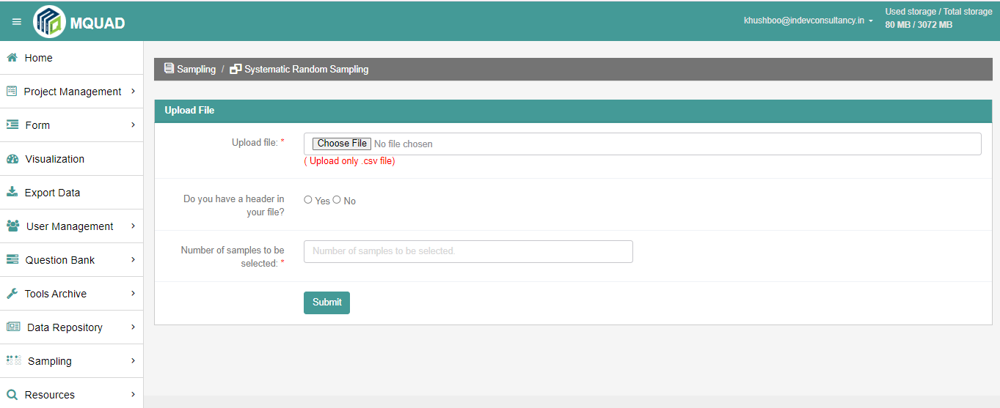 MQUAD
khushboo@indevconsultancy.in
Used storage / Total storage
80 MB / 3072 MB
Home
Project Management
Form
Visualization
Export Data
User Management
Question Bank
Tools Archive
Data Repository
Sampling
Resources
Sampling / Systematic Random Sampling
Upload File
Upload file: *
Choose File No file chosen
( Upload only .csv file)
Do you have a header in
your file?
Yes No
Number of samples to be
selected: *
Number of samples to be selected.
Submit